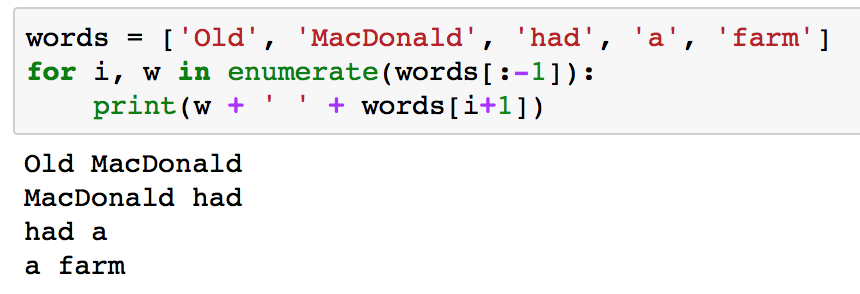 words = ['Old', 'MacDonald', 'had', 'a', 'farm']
for i, w in enumerate(words[:-1]):
    print(w + ' ' + words[i+1])
Old MacDonald
MacDonald had
had a
a farm